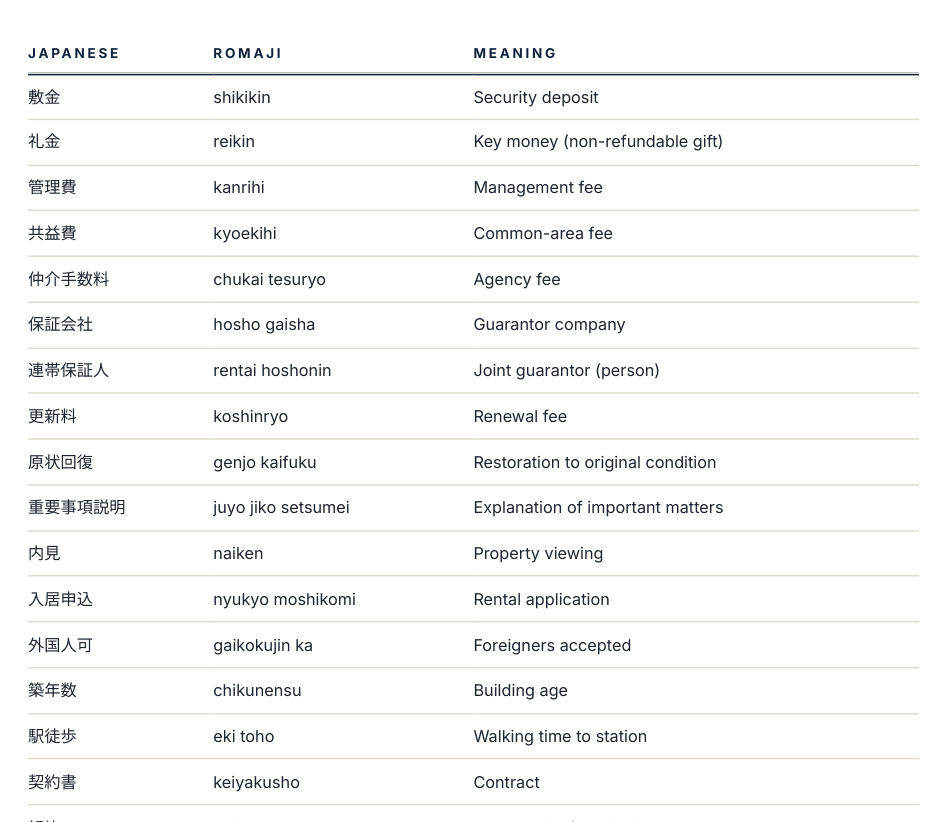 JAPANESE ROMAJI MEANING
敷金 shikikin Security deposit
礼金 reikin Key money (non-refundable gift)
管理費 kanrihi Management fee
共益費 kyoekihi Common-area fee
仲介手数料 chukai tesuryo Agency fee
保証会社 hosho gaisha Guarantor company
連帯保証人 rentai hoshonin Joint guarantor (person)
更新料 koshinryo Renewal fee
原状回復 genjo kaifuku Restoration to original condition
重要事項説明 juyo jiko setsumei Explanation of important matters
内見 naiken Property viewing
入居申込 nyukyo moshikomi Rental application
外国人可 gaikokujin ka Foreigners accepted
築年数 chikunensu Building age
駅徒歩 eki toho Walking time to station
契約書 keiyakusho Contract